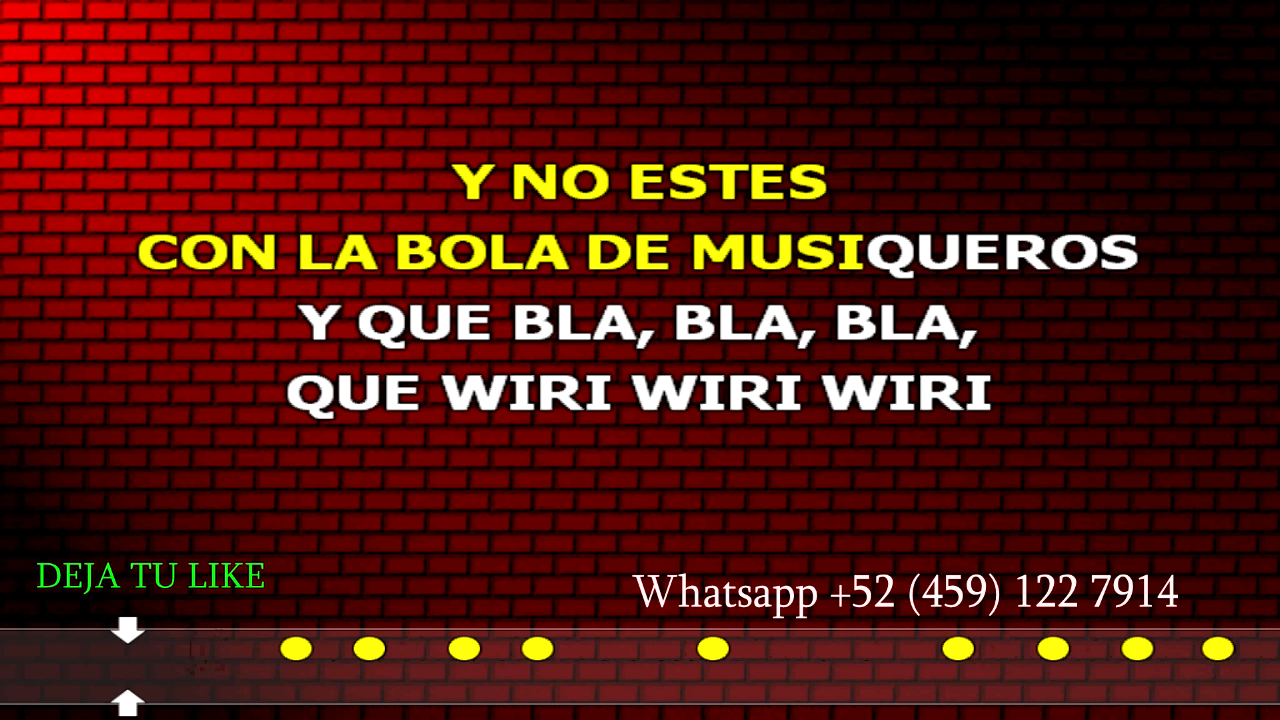 Y NO ESTES
CON LA BOLA DE MUSIQUEROS
Y QUE BLA, BLA, BLA,
QUE WIRI WIRI WIRI
DEJA TU LIKE
Whatsapp +52 (459) 122 7914